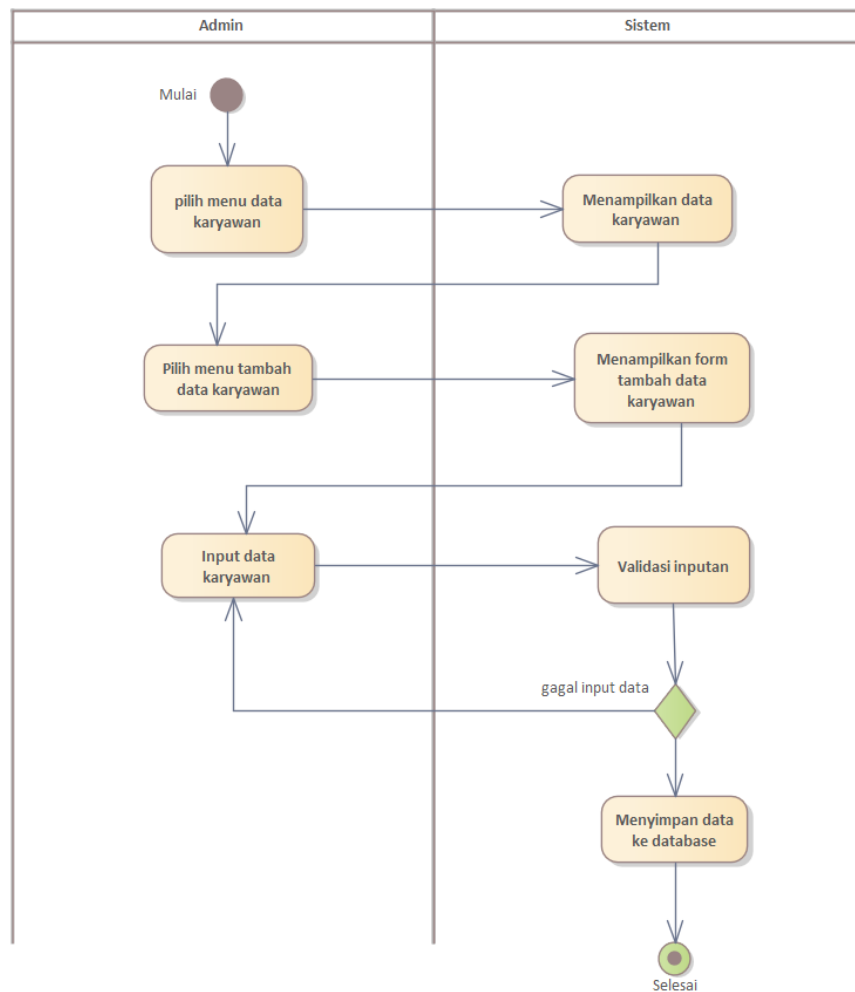 Admin
Sistem
Mulai
pilih menu data
karyawan
Menampilkan data
karyawan
Pilih menu tambah
data karyawan
Menampilkan form
tambah data
karyawan
Input data
karyawan
Validasi inputan
gagal input data
Menyimpan data
ke database
Selesai